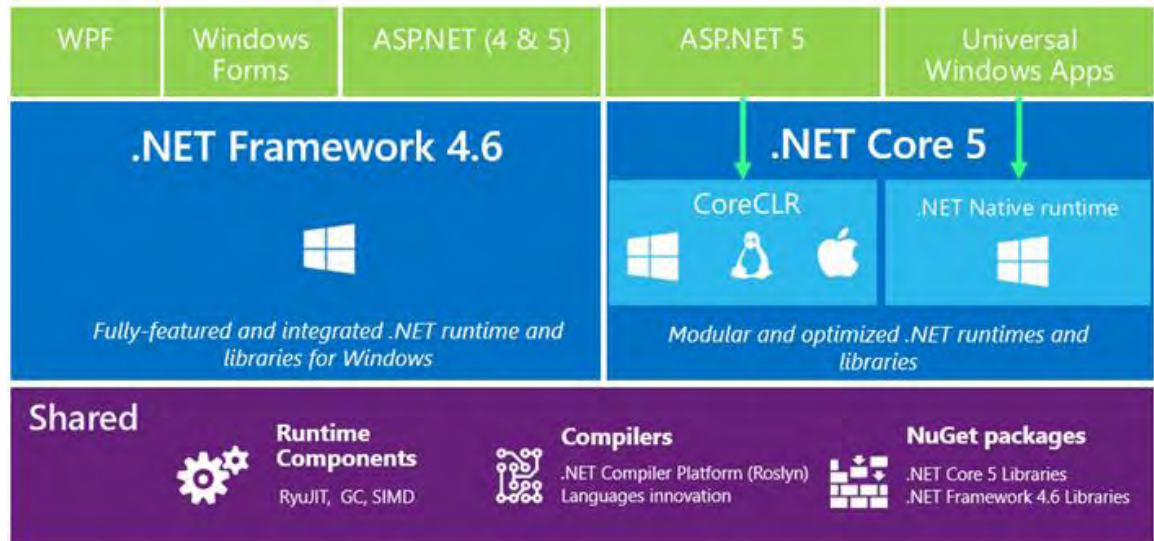 WPF
Windows
Forms
ASP.NET (4 & 5)
ASP.NET 5
Universal
Windows Apps
.NET Framework 4.6
Fully-featured and integrated .NET runtime and
libraries for Windows
.NET Core 5
CoreCLR
.NET Native runtime
Modular and optimized .NET runtimes and
libraries
Shared
Runtime
Components
RyuJIT, GC, SIMD
Compilers
.NET Compiler Platform (Roslyn)
Languages innovation
NuGet packages
.NET Core 5 Libraries
.NET Framework 4.6 Libraries